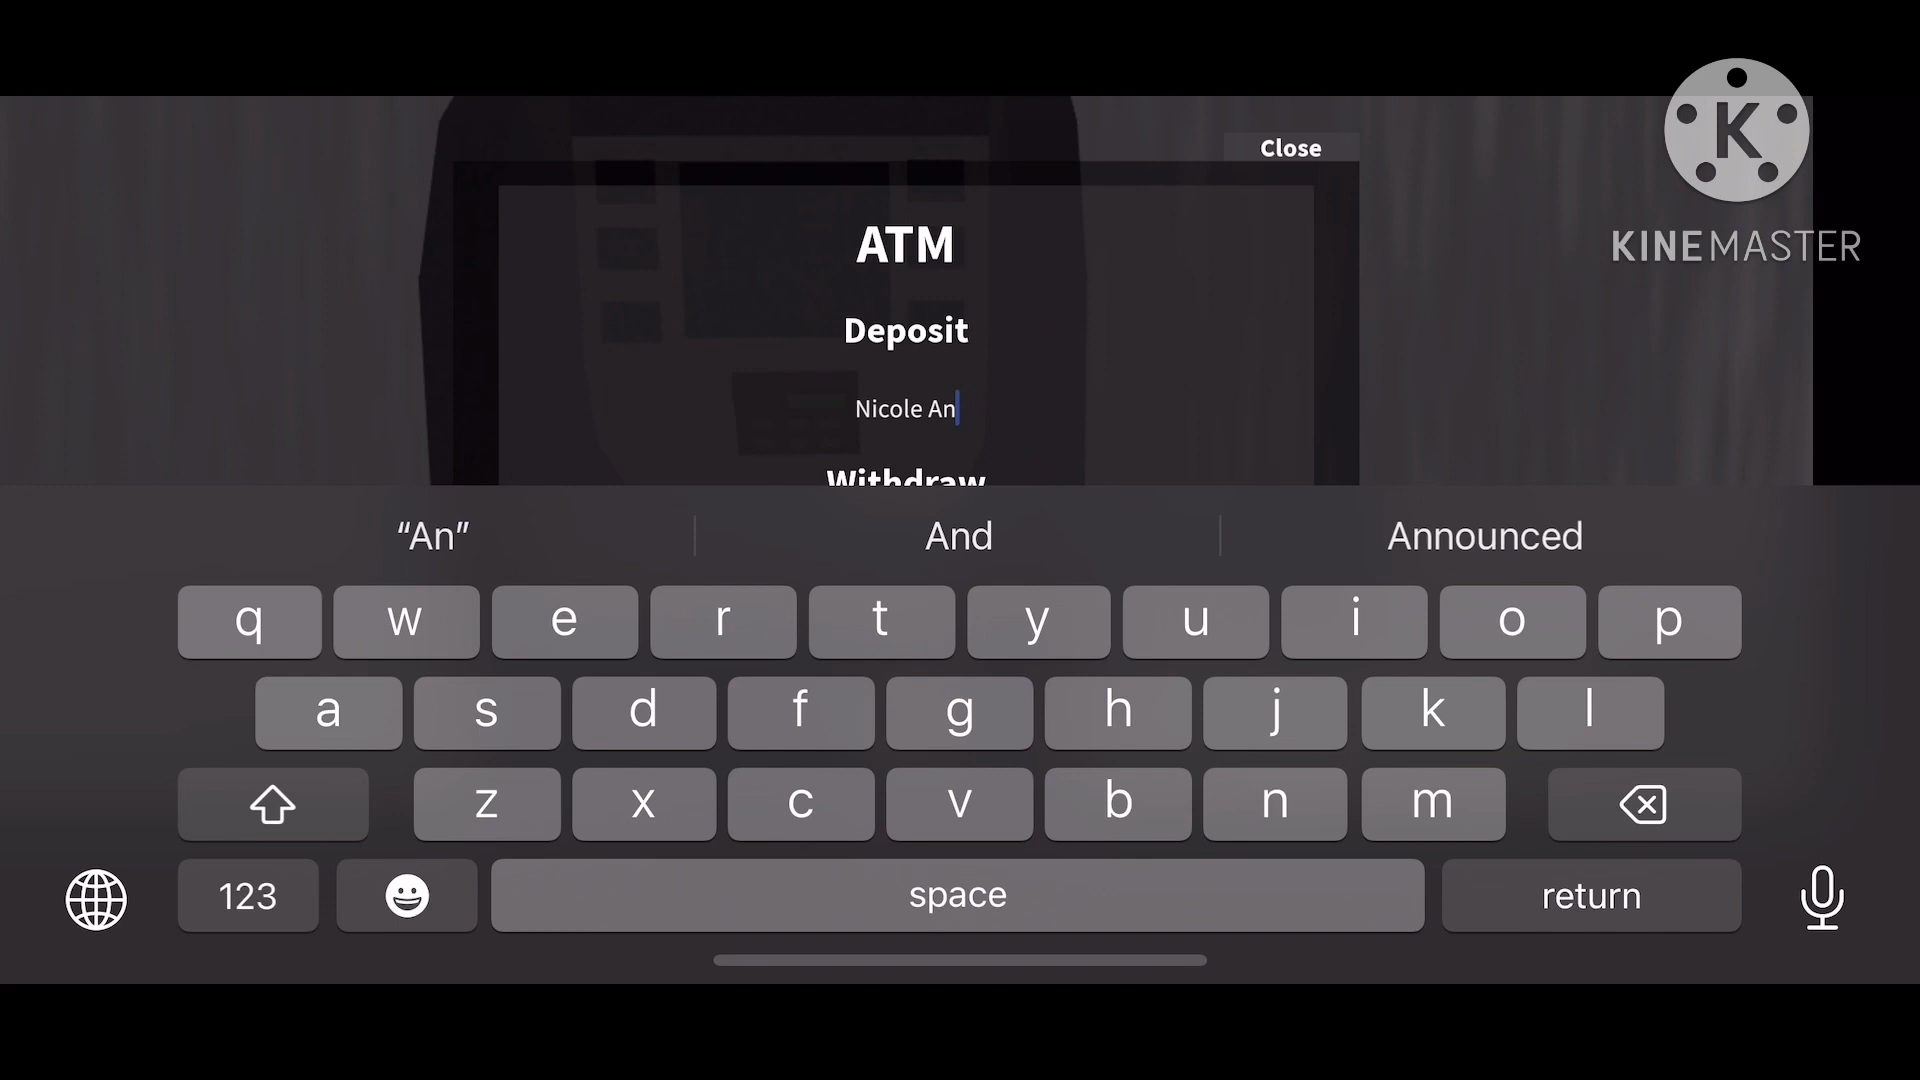 Close
K
KINEMASTER
ATM
Deposit
Nicole An
Withdraw
“An” And Announced
q w e r t y u i o p
a s d f g h j k l
z x c v b n m
123 space return